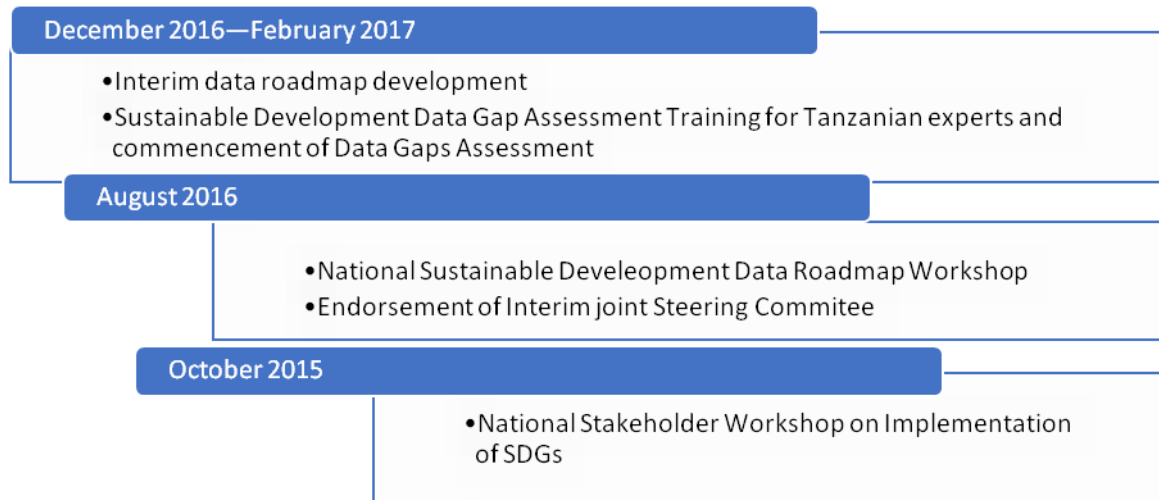 December 2016—February 2017
•Interim data roadmap development
•Sustainable Development Data Gap Assessment Training for Tanzanian experts and
commencement of Data Gaps Assessment
August 2016
•National Sustainable Develeopment Data Roadmap Workshop
•Endorsement of Interim joint Steering Commitee
October 2015
•National Stakeholder Workshop on Implementation
of SDGs